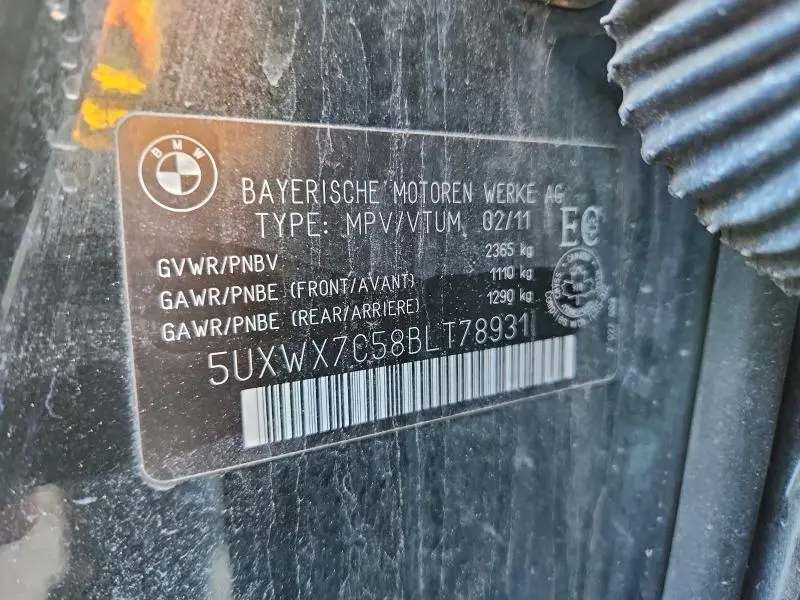 BMW
BAYERISCHE MOTOREN WERKE AG
TYPE: MPV/VTUM, 02/11
EC
GVWR/PNBV 2365 kg
GAWR/PNBE (FRONT/AVANT) 1110 kg
GAWR/PNBE (REAR/ARRIERE) 1290 kg
5UXWX7C58BLT78931